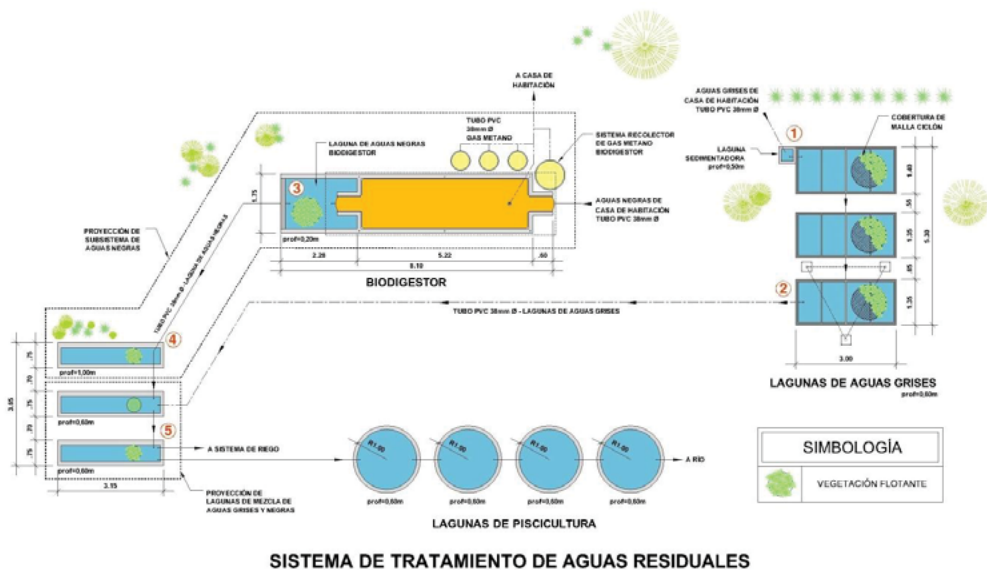 A CASA DE
HABITACIÓN
TUBO PVC
38mm Ø
GAS METANO
SISTEMA RECOLECTOR
DE GAS METANO
BIODIGESTOR
LAGUNA DE AGUAS NEGRAS
BIODIGESTOR
3
1.75
prof=0,20m
AGUAS NEGRAS DE
CASA DE HABITACIÓN
TUBO PVC 38mm Ø
2.28
5.22
.60
8.10
BIODIGESTOR
PROYECCIÓN DE
SUBSISTEMA DE
AGUAS NEGRAS
TUBO PVC 38mm Ø - LAGUNA DE AGUAS NEGRAS
AGUAS GRISES DE
CASA DE HABITACIÓN
TUBO PVC 38mm Ø
1
COBERTURA DE
MALLA CICLÓN
LAGUNA
SEDIMENTADORA
prof=0,50m
1.40
.55
1.35
.65
1.35
5.30
2
TUBO PVC 38mm Ø - LAGUNAS DE AGUAS GRISES
3.00
LAGUNAS DE AGUAS GRISES
prof=0,60m
4
.75
prof=1,00m
.70
.75
3.65
prof=0,60m
.70
5
.75
prof=0,60m
3.15
A SISTEMA DE RIEGO
PROYECCIÓN DE
LAGUNAS DE MEZCLA DE
AGUAS GRISES Y NEGRAS
R1.00
R1.00
R1.00
R1.00
A RÍO
prof=0,60m
prof=0,60m
prof=0,60m
prof=0,60m
LAGUNAS DE PISCICULTURA
SIMBOLOGÍA
VEGETACIÓN FLOTANTE
SISTEMA DE TRATAMIENTO DE AGUAS RESIDUALES